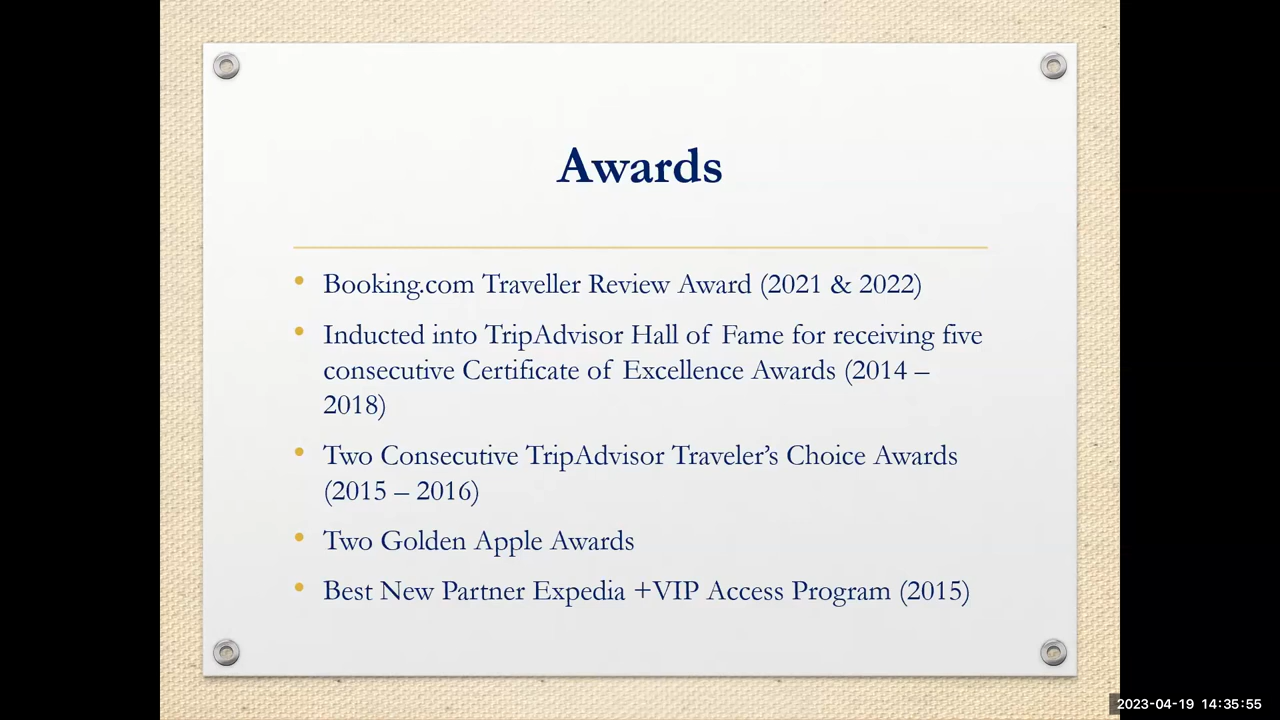 Awards
• Booking.com Traveller Review Award (2021 & 2022)
• Inducted into TripAdvisor Hall of Fame for receiving five
consecutive Certificate of Excellence Awards (2014 –
2018)
• Two Consecutive TripAdvisor Traveler’s Choice Awards
(2015 – 2016)
• Two Golden Apple Awards
• Best New Partner Expedia +VIP Access Program (2015)
2023-04-19 14:35:55